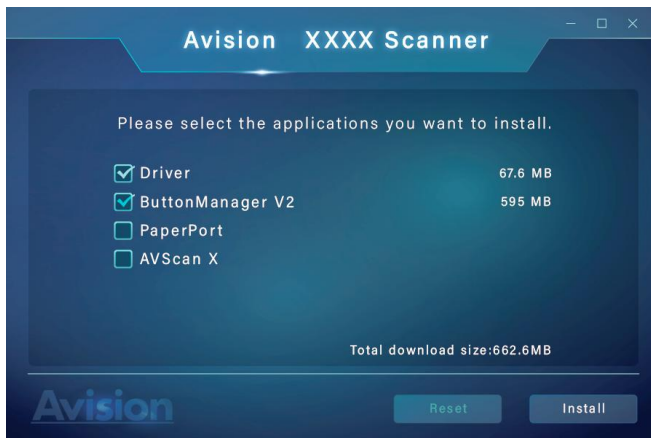 Avision XXXX Scanner
Please select the applications you want to install.
Driver 67.6 MB
ButtonManager V2 595 MB
PaperPort
AVScan X
Total download size:662.6MB
Avision
Reset Install